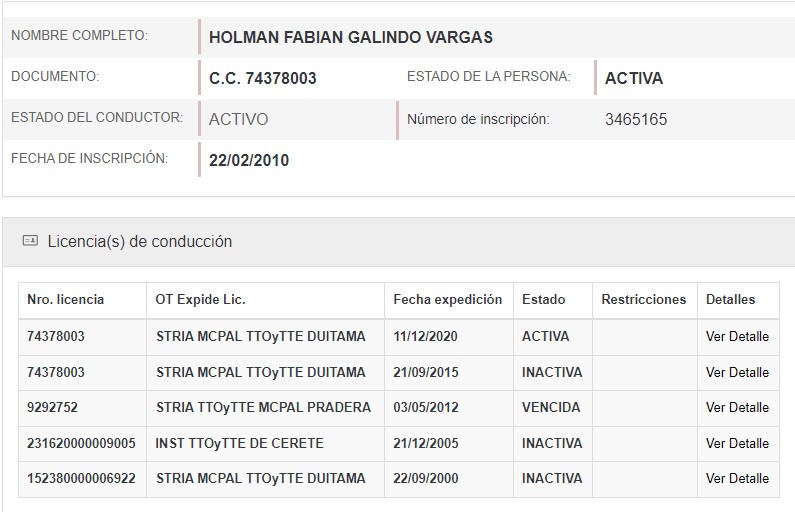 NOMBRE COMPLETO: HOLMAN FABIAN GALINDO VARGAS
DOCUMENTO: C.C. 74378003 ESTADO DE LA PERSONA: ACTIVA
ESTADO DEL CONDUCTOR: ACTIVO Número de inscripción: 3465165
FECHA DE INSCRIPCIÓN: 22/02/2010
Licencia(s) de conducción
Nro. licencia OT Expide Lic. Fecha expedición Estado Restricciones Detalles
74378003 STRIA MCPAL TTOyTTE DUITAMA 11/12/2020 ACTIVA Ver Detalle
74378003 STRIA MCPAL TTOyTTE DUITAMA 21/09/2015 INACTIVA Ver Detalle
9292752 STRIA TTOyTTE MCPAL PRADERA 03/05/2012 VENCIDA Ver Detalle
231620000009005 INST TTOyTTE DE CERETE 21/12/2005 INACTIVA Ver Detalle
152380000006922 STRIA MCPAL TTOyTTE DUITAMA 22/09/2000 INACTIVA Ver Detalle